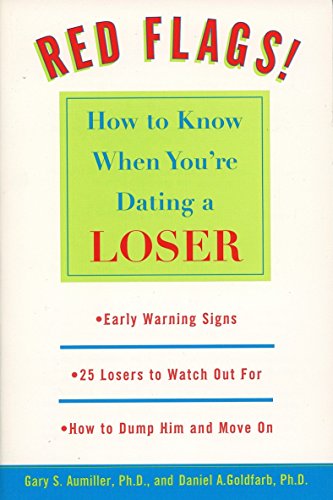 RED FLAGS!
How to Know
When You're
Dating a
LOSER
•Early Warning Signs
•25 Losers to Watch Out For
•How to Dump Him and Move On
Gary S. Aumiller, Ph.D., and Daniel A.Goldfarb, Ph.D.